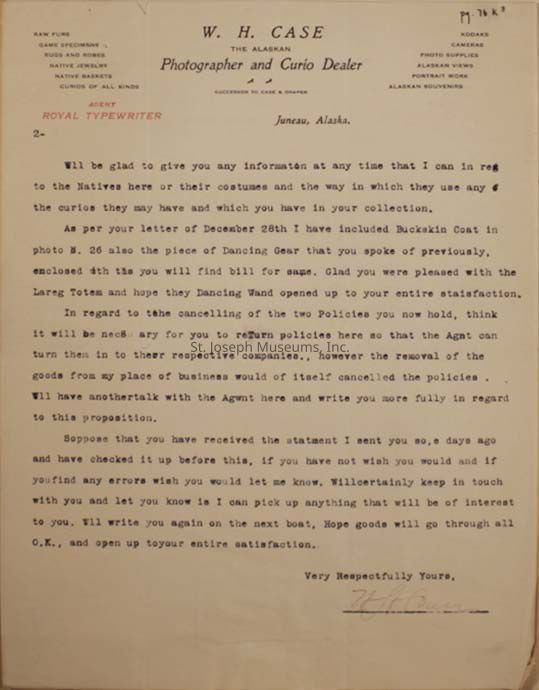 pg. 76 k³
W. H. CASE
THE ALASKAN
Photographer and Curio Dealer
SUCCESSOR TO CASE & DRAPER
RAW FURS
GAME SPECIMENS
RUGS AND ROBES
NATIVE JEWELRY
NATIVE BASKETS
CURIOS OF ALL KINDS
AGENT
ROYAL TYPEWRITER
KODAKS
CAMERAS
PHOTO SUPPLIES
ALASKAN VIEWS
PORTRAIT WORK
ALASKAN SOUVENIRS
Juneau, Alaska.
2-
Wll be glad to give you any informatén at any time that I can in reg
to the Natives here or their costumes and the way in which they use any
the curios they may have and which you have in your collection.
As per your letter of December 28th I have included Buckskin Coat in
photo N. 26 also the piece of Dancing Gear that you spoke of previously,
enclosed this you will find bill for same. Glad you were pleased with the
Lareg Totem and hope they Dancing Wand opened up to your entire staisfaction.
In regard to the cancelling of the two Policies you now hold, think
it will be ary for you to reTurn policies here so that the Agnt can
St. Joseph Museums, Inc.
turn them in to theer respective companies., however the removal of the
goods from my place of business would of itself cancelled the policies .
Wll have anothertalk with the Agwnt here and write you more fully in regard
to this proposition.
Soppose that you have received the statment I sent you so,e days ago
and have checked it up before this, if you have not wish you would and if
youfind any errors wish you would let me know. Willcertainly keep in touch
with you and let you know is I can pick up anything that will be of interest
to you. Wll write you again on the next boat, Hope goods will go through all
O.K., and open up toyour entire satisfaction.
Very Respectfully Yours,
W H Case